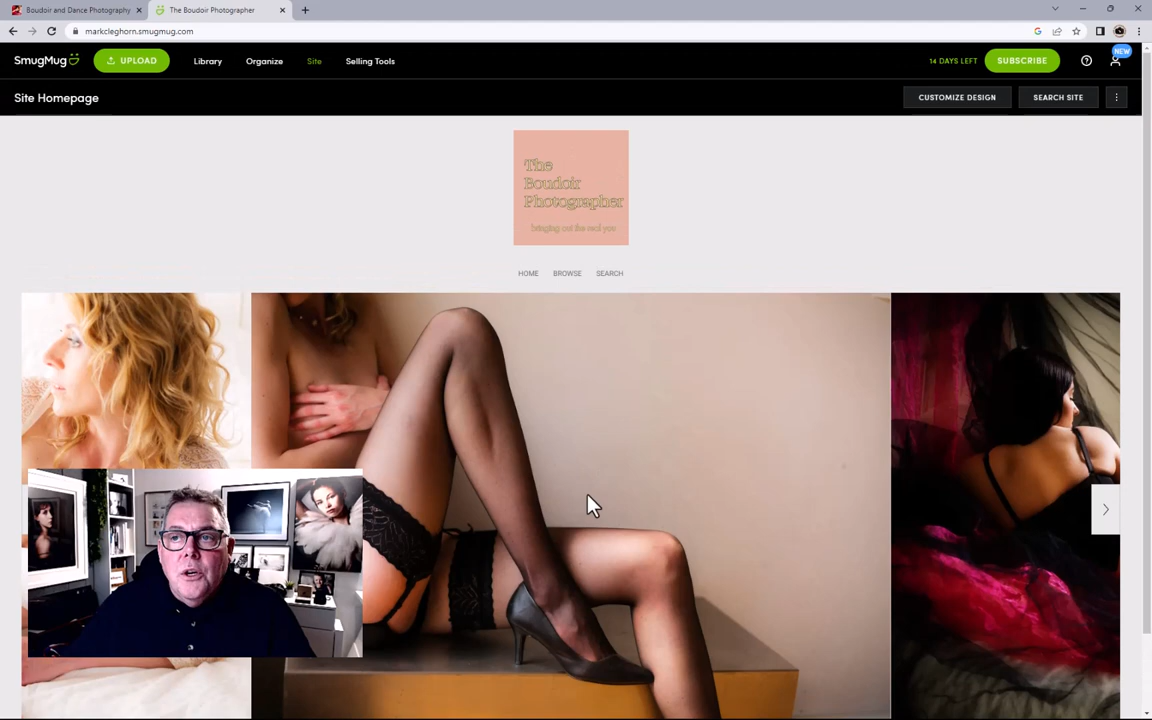 Boudoir and Dance Photography
The Boudoir Photographer
markcleghorn.smugmug.com
SmugMug
UPLOAD
Library
Organize
Site
Selling Tools
14 DAYS LEFT
SUBSCRIBE
NEW
Site Homepage
CUSTOMIZE DESIGN
SEARCH SITE
The
Boudoir
Photographer
bringing out the real you
HOME
BROWSE
SEARCH